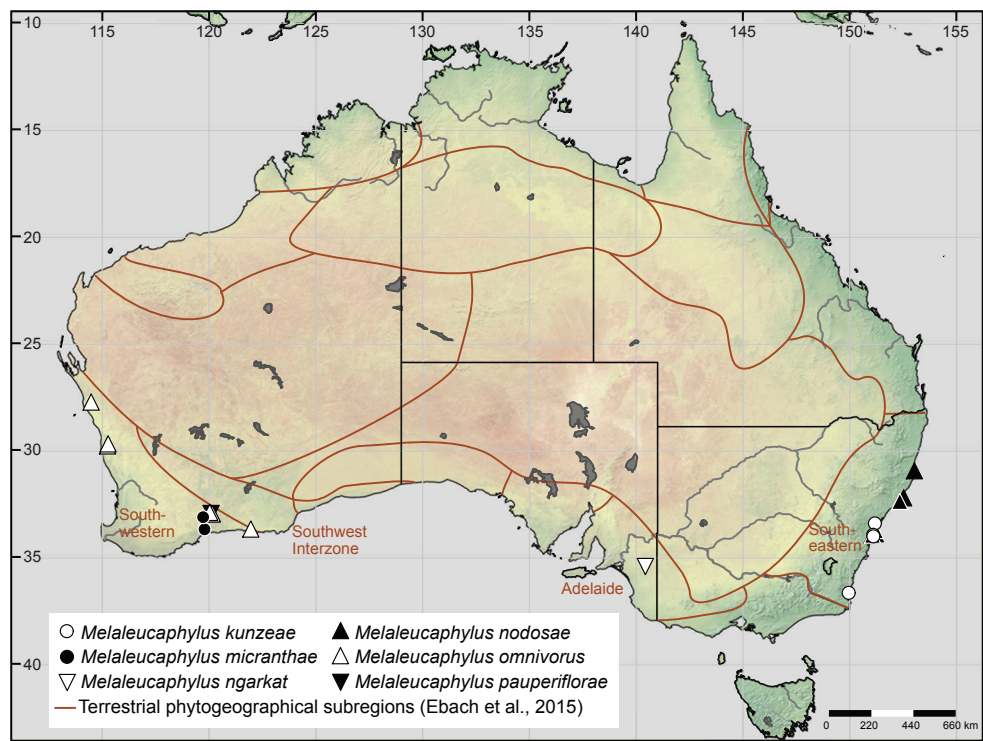 10
115 120 125 130 135 140 145 150 155
15
20
25
30
South-
western
Southwest
Interzone
South-
eastern
35
Adelaide
Melaleucaphylus kunzeae
Melaleucaphylus nodosae
Melaleucaphylus micranthae
Melaleucaphylus omnivorus
Melaleucaphylus ngarkat
Melaleucaphylus pauperiflorae
Terrestrial phytogeographical subregions (Ebach et al., 2015)
40
0 220 440 660 km